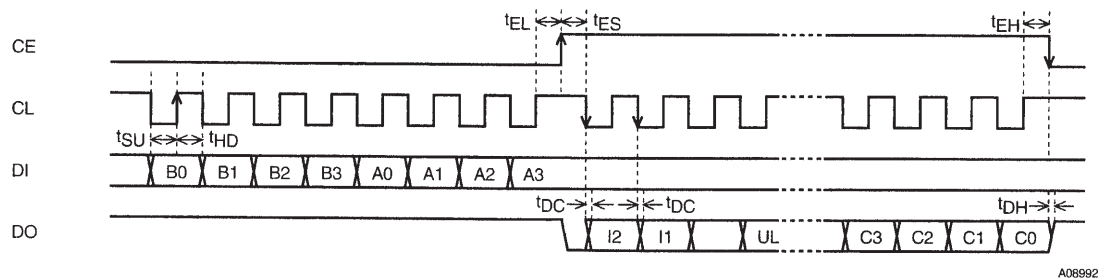 tEL tES tEH
CE
CL
tSU tHD
DI B0 B1 B2 B3 A0 A1 A2 A3
tDC tDC tDH
DO I2 I1 UL C3 C2 C1 C0
A08992